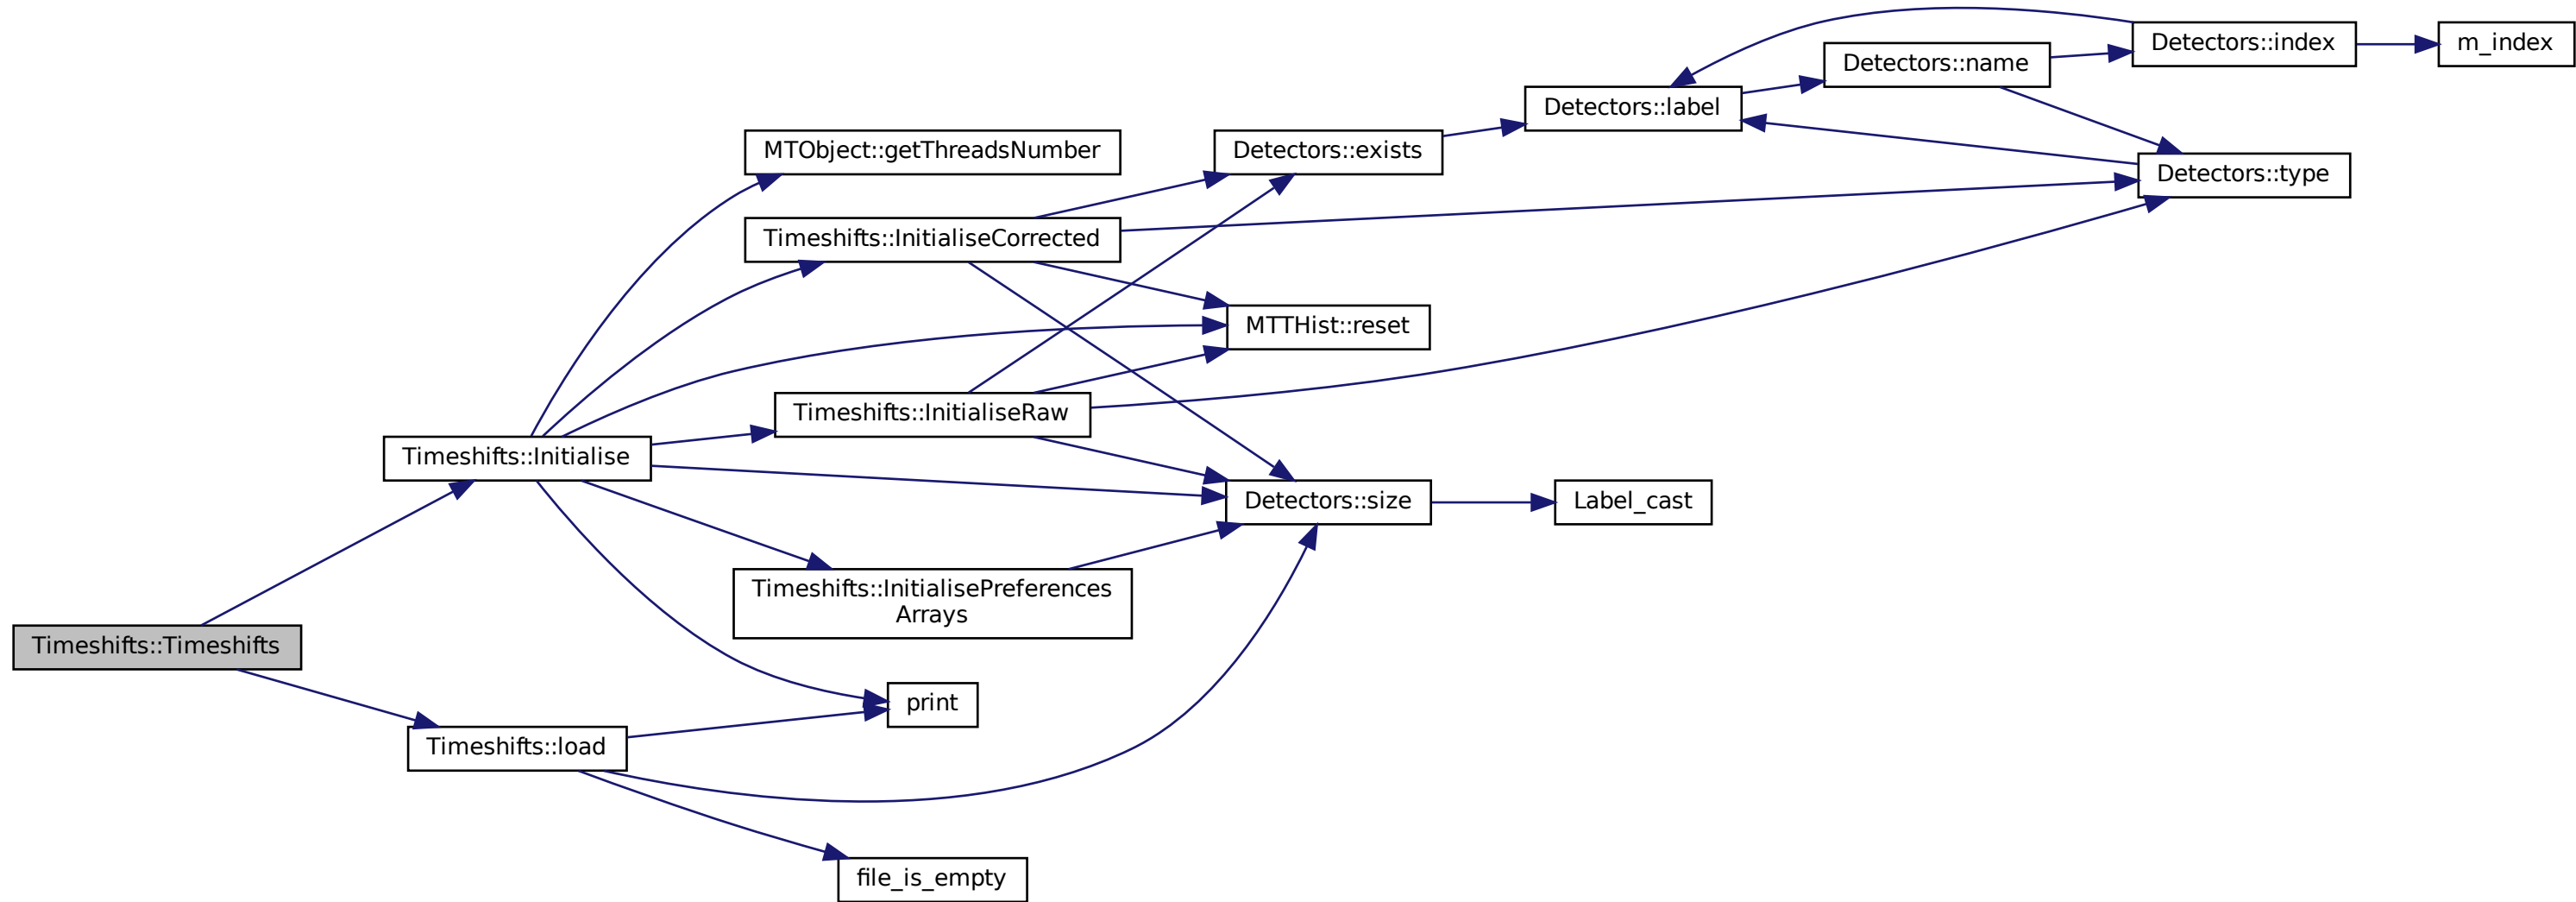 Detectors::index
m_index
Detectors::name
Detectors::label
MTObject::getThreadsNumber
Detectors::exists
Detectors::type
Timeshifts::InitialiseCorrected
MTTHist::reset
Timeshifts::InitialiseRaw
Timeshifts::Initialise
Detectors::size
Label_cast
Timeshifts::InitialisePreferences
Arrays
Timeshifts::Timeshifts
print
Timeshifts::load
file_is_empty